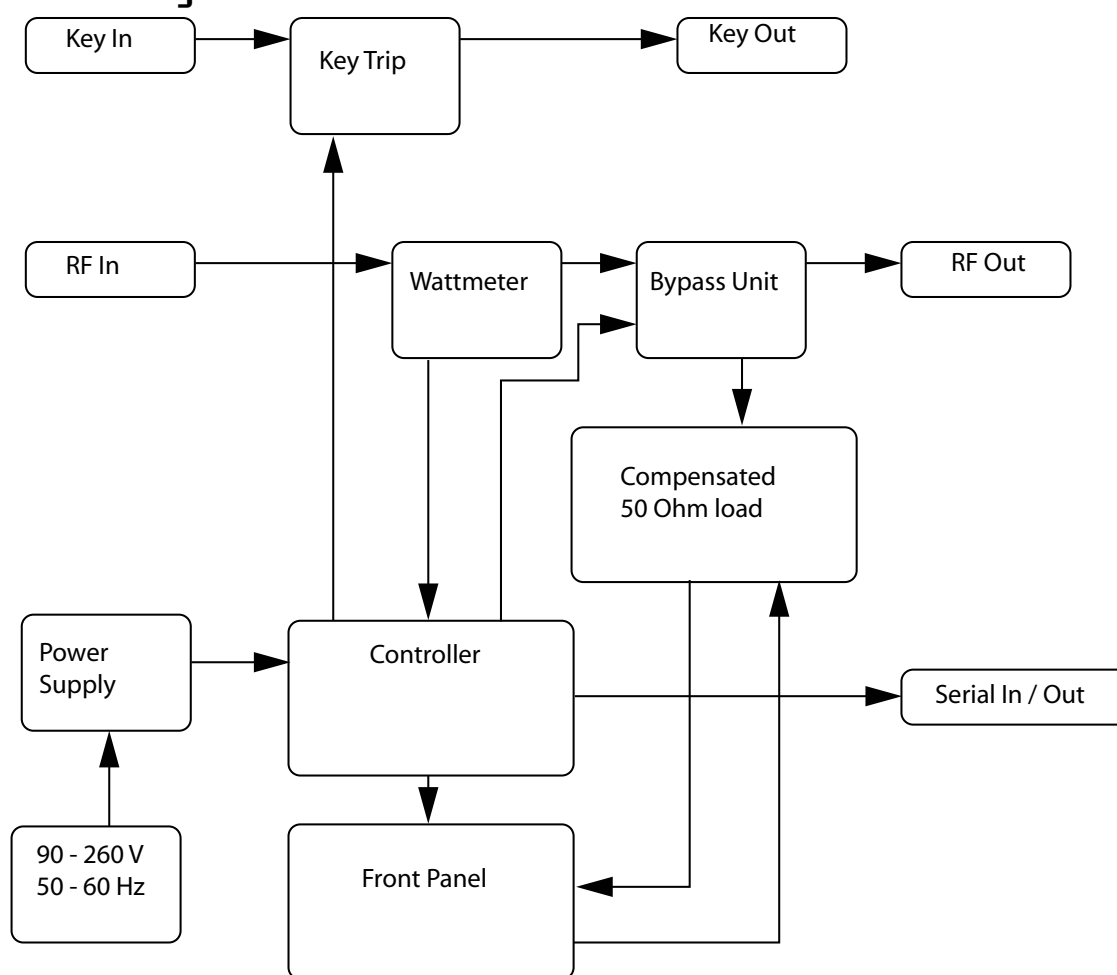 Key In
Key Trip
Key Out
RF In
Wattmeter
Bypass Unit
RF Out
Compensated
50 Ohm load
Power
Supply
Controller
Serial In / Out
90 - 260 V
50 - 60 Hz
Front Panel